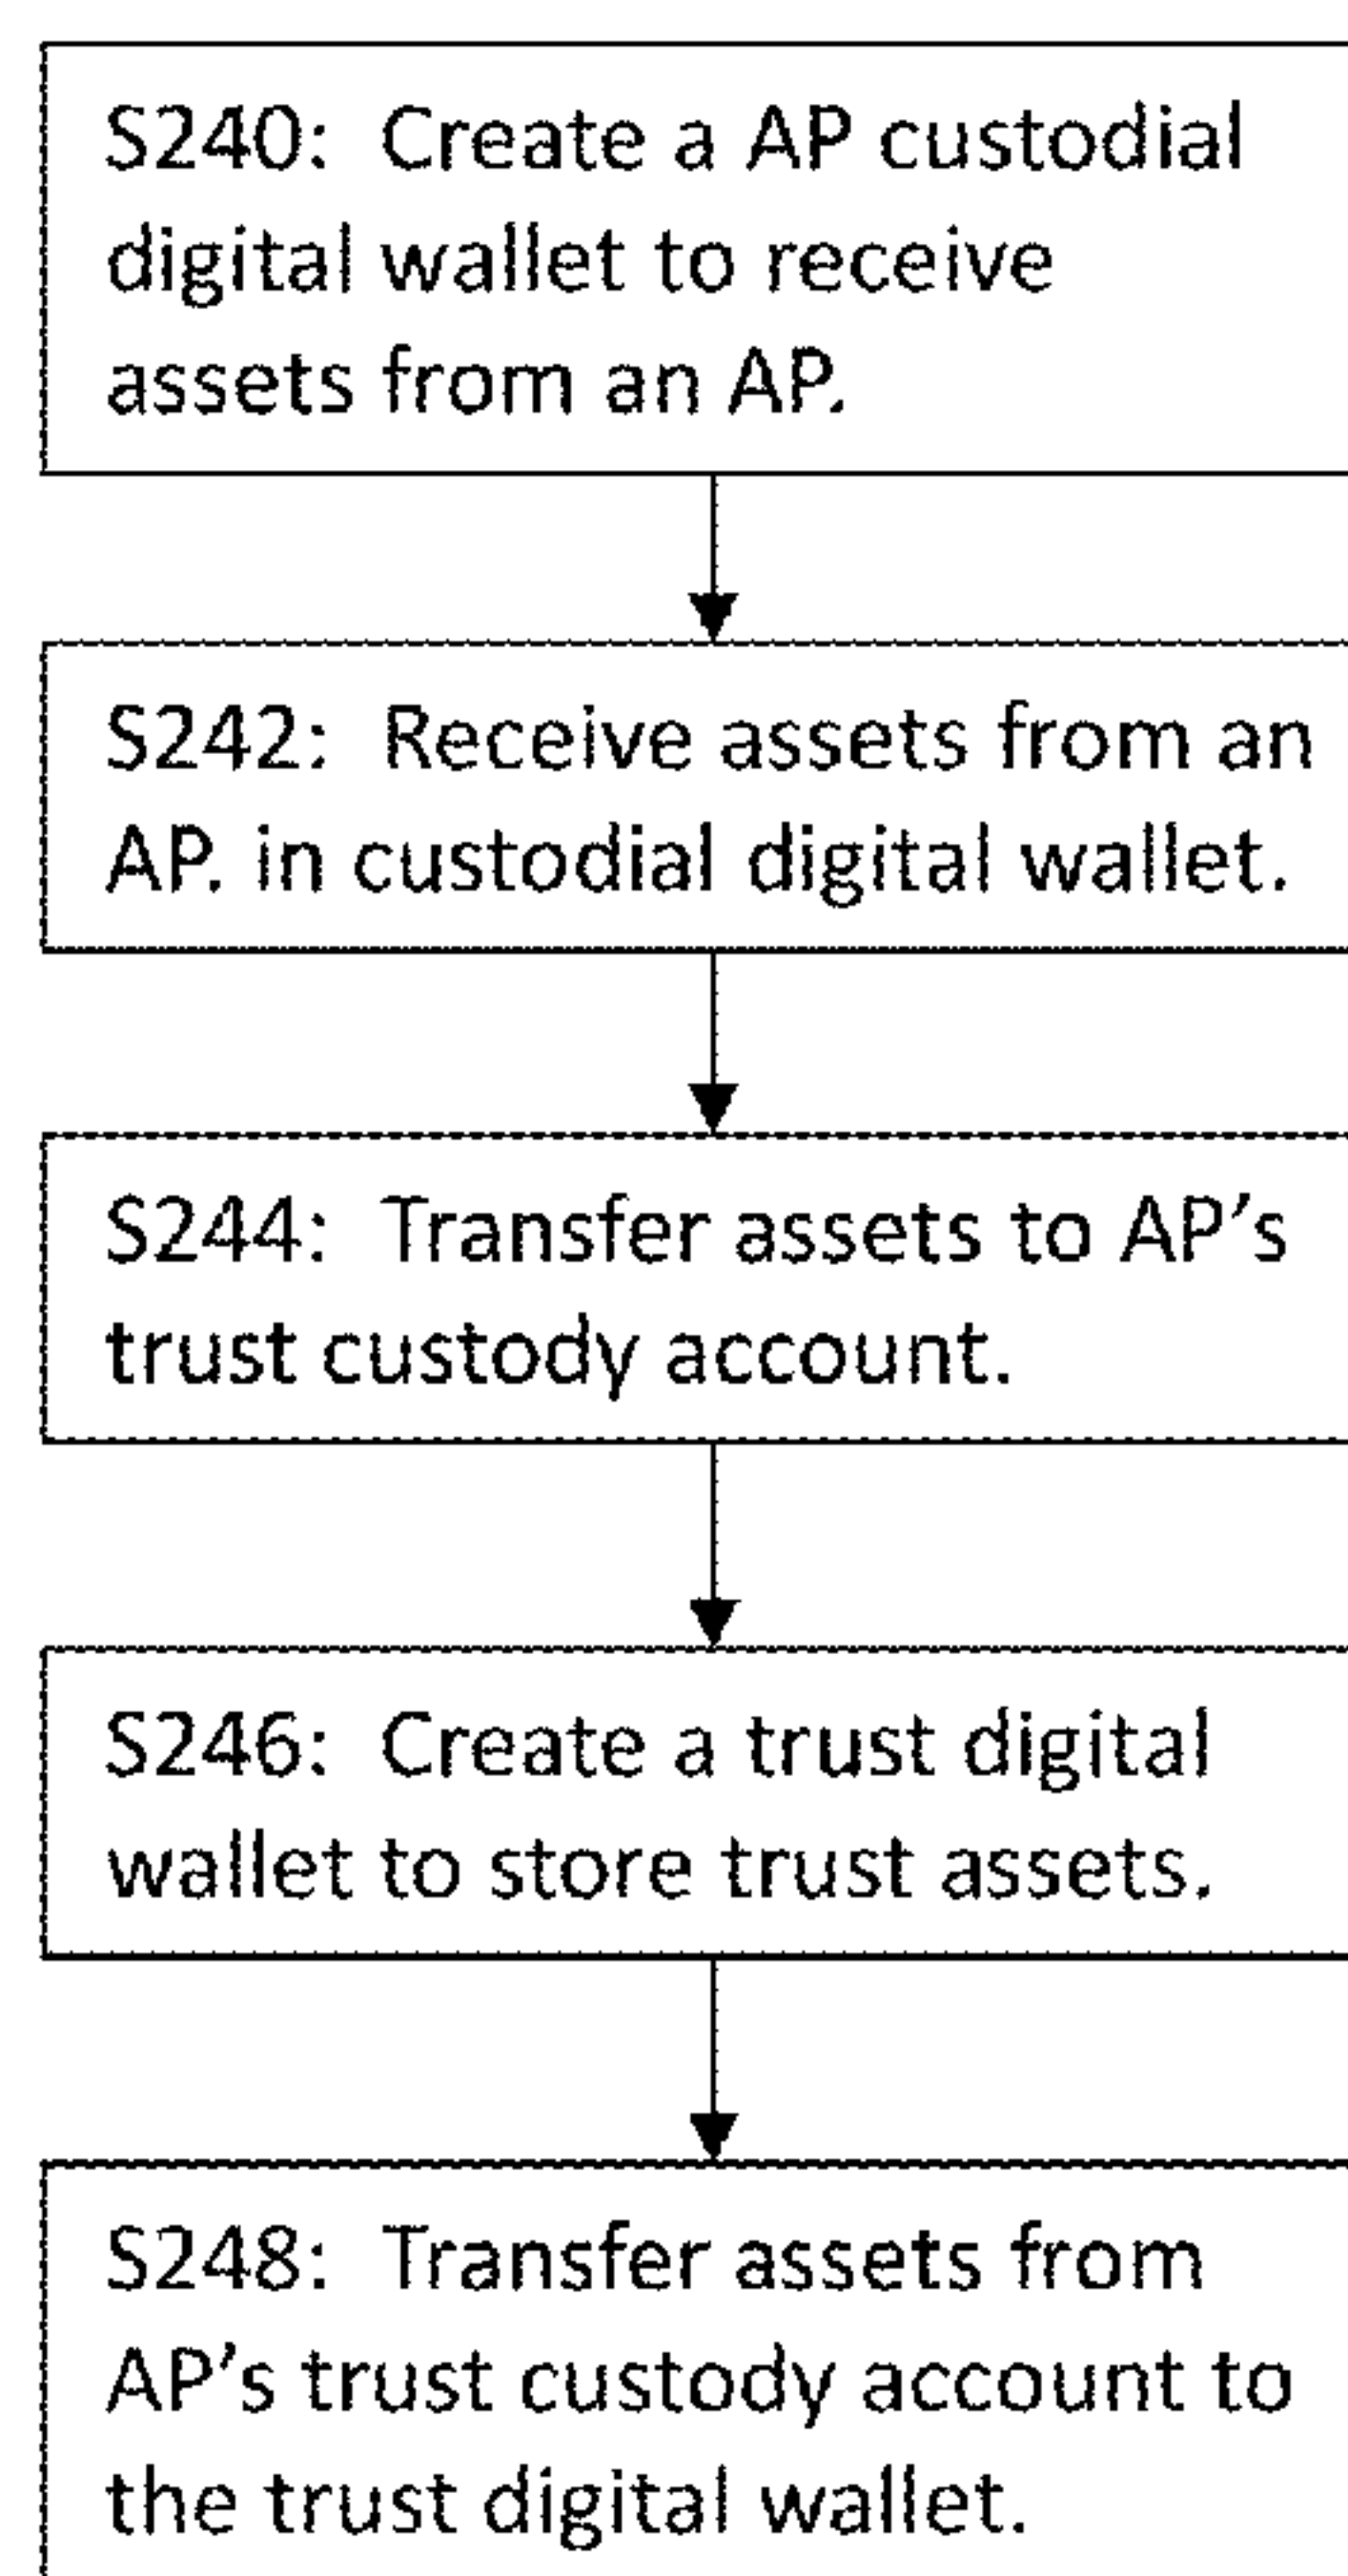 S240: Create a AP custodial
digital wallet to receive
assets from an AP.
S242: Receive assets from an
AP. in custodial digital wallet.
S244: Transfer assets to AP’s
trust custody account.
S246: Create a trust digital
wallet to store trust assets.
S248: Transfer assets from
AP’s trust custody account to
the trust digital wallet.